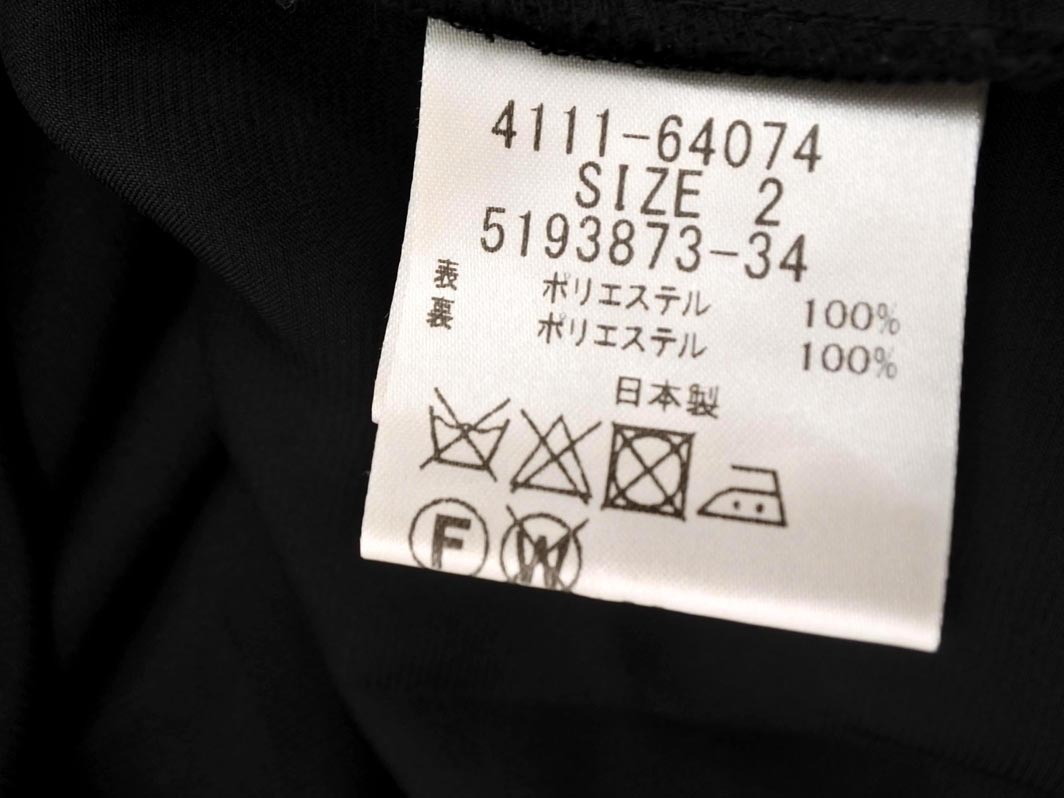 4111-64074
SIZE 2
5193873-34
表 ポリエステル 100%
裏 ポリエステル 100%
日本製
F W